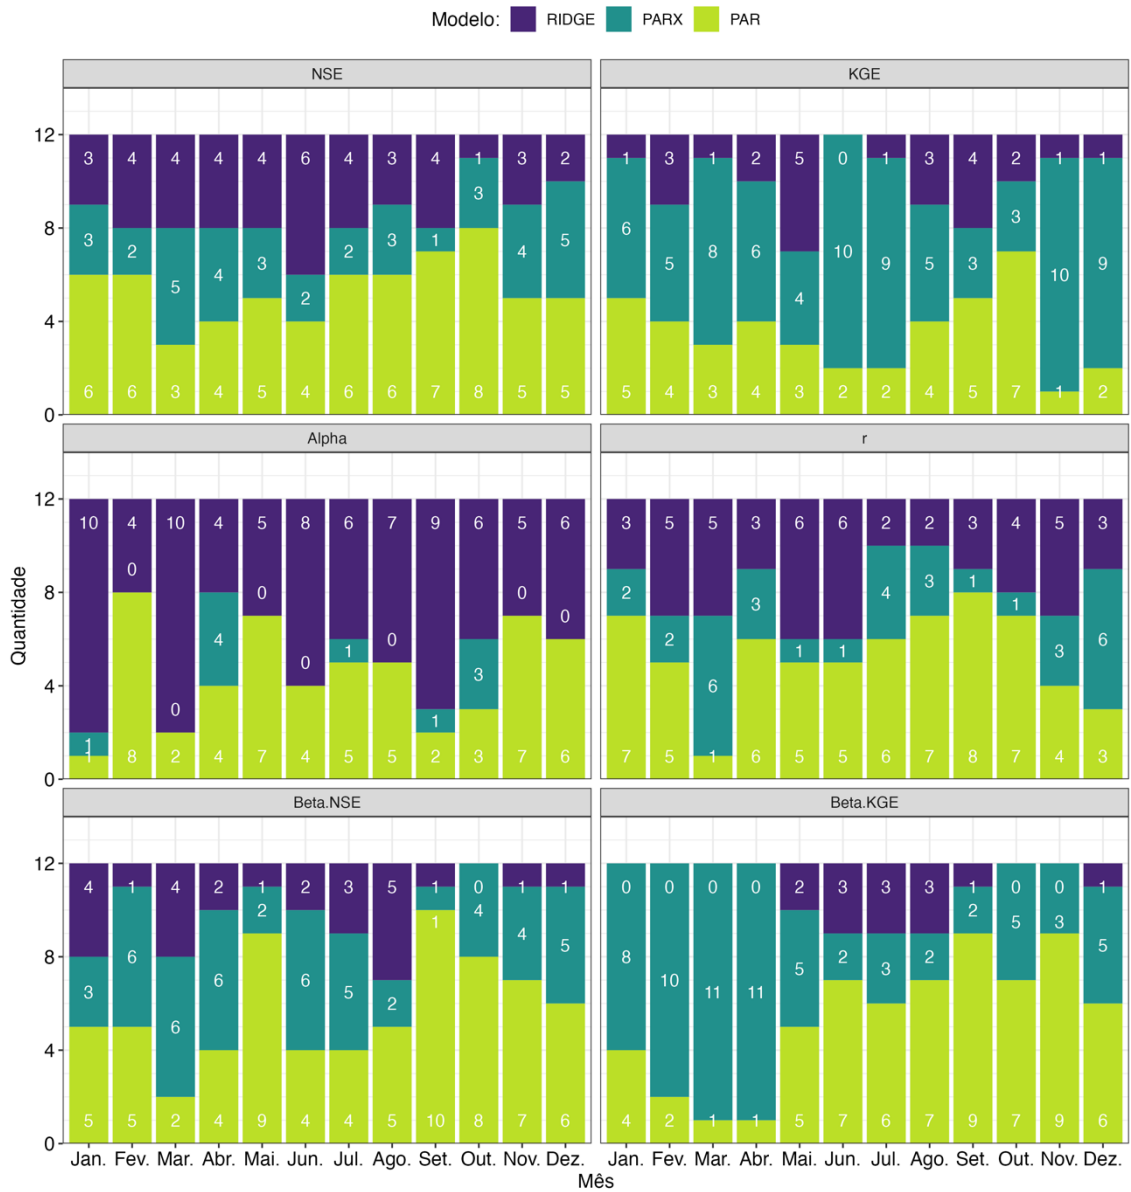 Modelo: RIDGE PARX PAR
NSE
12
8
4
0
3 4 4 4 4 6 4 3 4 1 3 2
3 2 5 4 3 2 2 3 1 3 4 5
6 6 3 4 5 4 6 6 7 8 5 5
KGE
1 3 1 2 5 0 1 3 4 2 1 1
6 5 8 6 4 10 9 5 3 3 10 9
5 4 3 4 3 2 2 4 5 7 1 2
Alpha
12
8
4
0
10 4 10 4 5 8 6 7 9 6 5 6
1 0 0 4 0 0 1 0 1 3 0 0
1 8 2 4 7 4 5 5 2 3 7 6
r
3 5 5 3 6 6 2 2 3 4 5 3
2 2 6 3 1 1 4 3 1 1 3 6
7 5 1 6 5 5 6 7 8 7 4 3
Beta.NSE
12
8
4
0
4 1 4 2 1 2 3 5 1 0 1 1
3 6 6 6 2 6 5 2 1 4 4 5
5 5 2 4 9 4 4 5 10 8 7 6
Beta.KGE
0 0 0 0 2 3 3 3 1 0 0 1
8 10 11 11 5 2 3 2 2 5 3 5
4 2 1 1 5 7 6 7 9 7 9 6
Quantidade
Jan. Fev. Mar. Abr. Mai. Jun. Jul. Ago. Set. Out. Nov. Dez.
Jan. Fev. Mar. Abr. Mai. Jun. Jul. Ago. Set. Out. Nov. Dez.
Mês